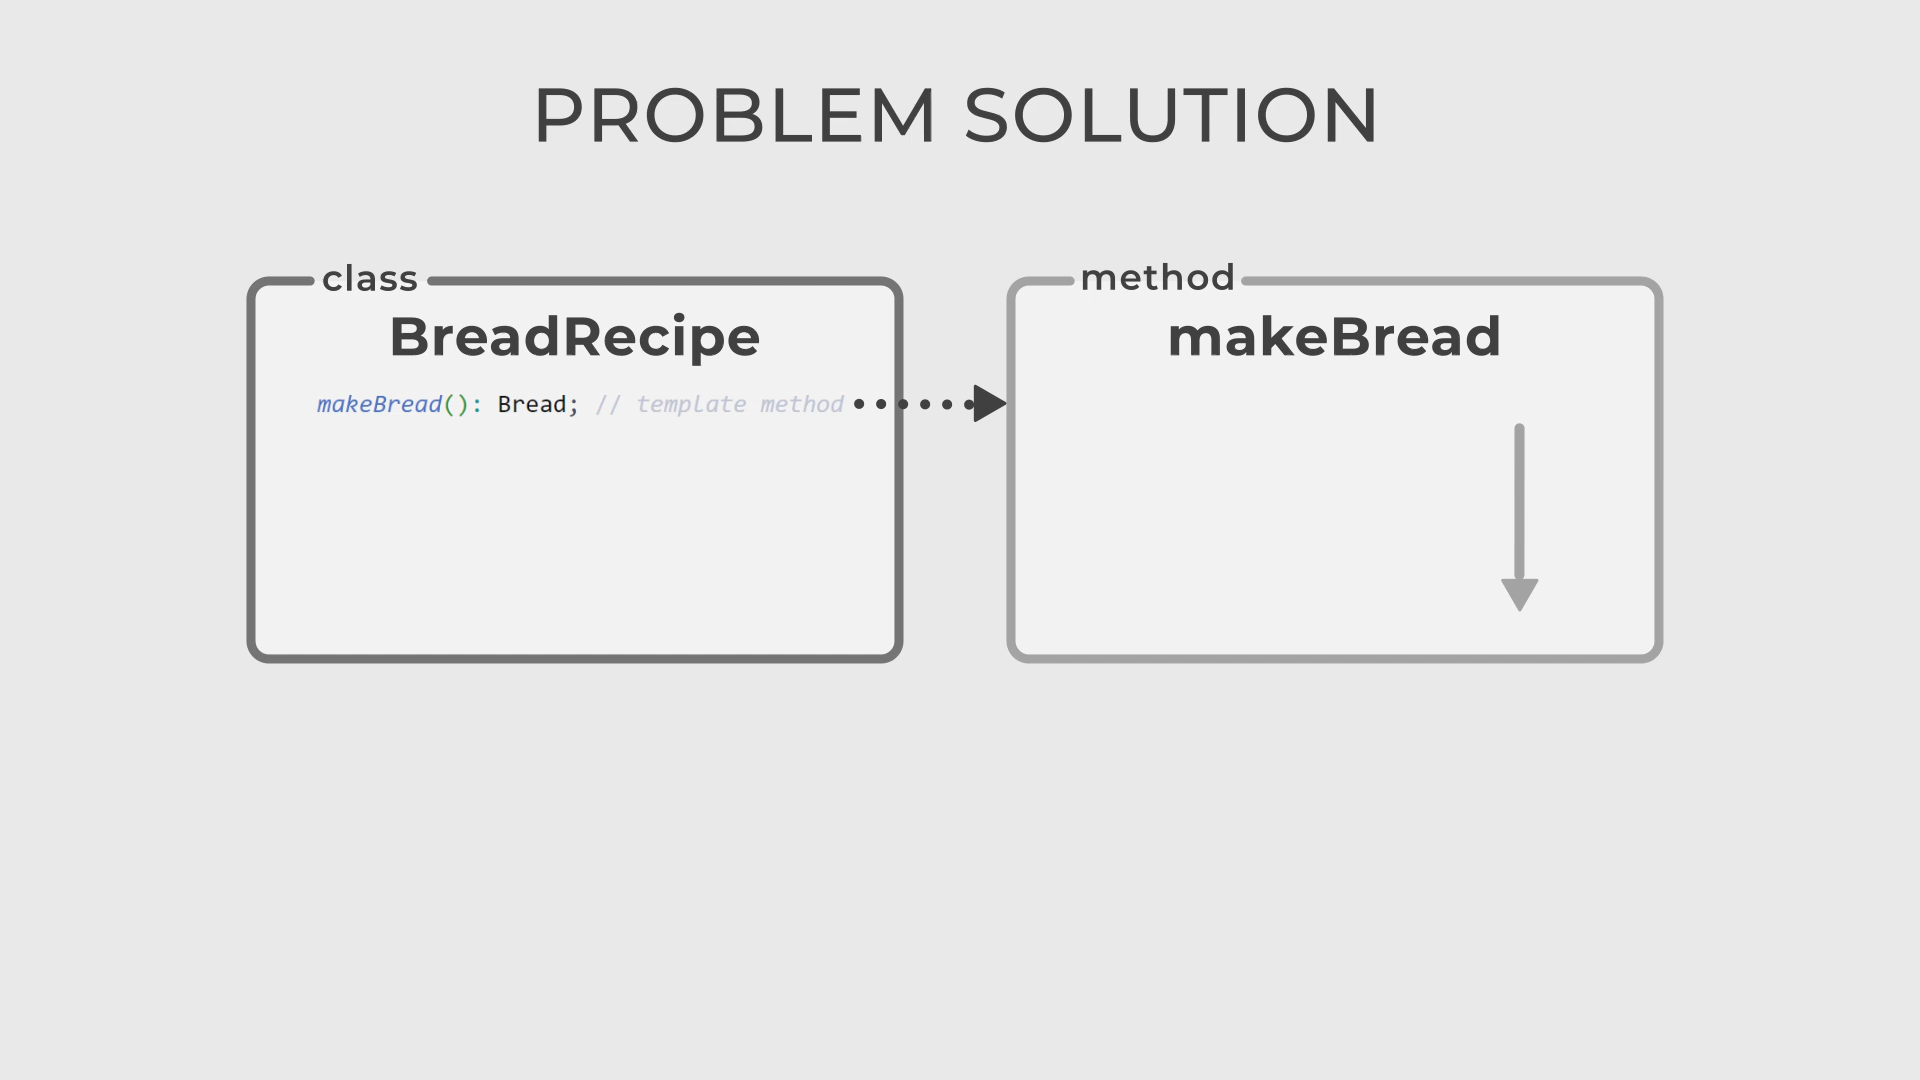 PROBLEM SOLUTION
class
BreadRecipe
makeBread(): Bread; // template method
method
makeBread